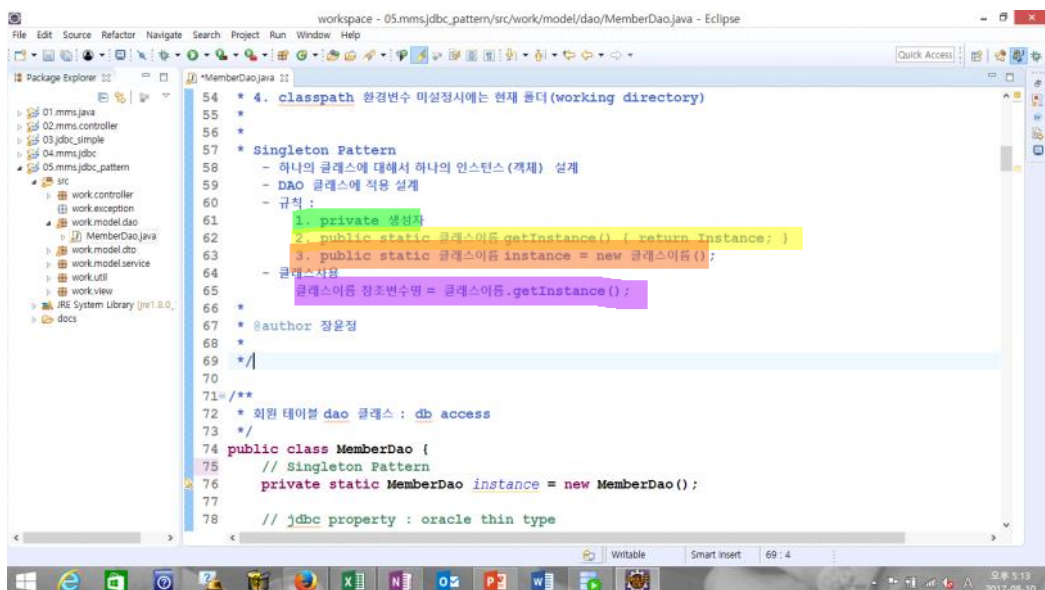 workspace - 05.mms.jdbc_pattern/src/work/model/dao/MemberDao.java - Eclipse
File Edit Source Refactor Navigate Search Project Run Window Help
Quick Access
Package Explorer
*MemberDao.java
01.mms.java
02.mms.controller
03.jdbc_simple
04.mms.jdbc
05.mms.jdbc_pattern
src
work.controller
work.exception
work.model.dao
MemberDao.java
work.model.dto
work.model.service
work.util
work.view
JRE System Library [jre1.8.0_
docs
54 * 4. classpath 환경변수 미설정시에는 현재 폴더(working directory)
55 *
56 *
57 * Singleton Pattern
58 - 하나의 클래스에 대해서 하나의 인스턴스(객체) 설계
59 - DAO 클래스에 적용 설계
60 - 규칙 :
61 1. private 생성자
62 2. public static 클래스이름 getInstance() { return Instance; }
63 3. public static 클래스이름 instance = new 클래스이름();
64 - 클래스사용
65 클래스이름 참조변수명 = 클래스이름.getInstance();
66 *
67 * @author 장윤정
68 *
69 */
70
71 /**
72 * 회원 테이블 dao 클래스 : db access
73 */
74 public class MemberDao {
75 // Singleton Pattern
76 private static MemberDao instance = new MemberDao();
77
78 // jdbc property : oracle thin type
Writable Smart Insert 69 : 4
오후 5:13
2017-08-10